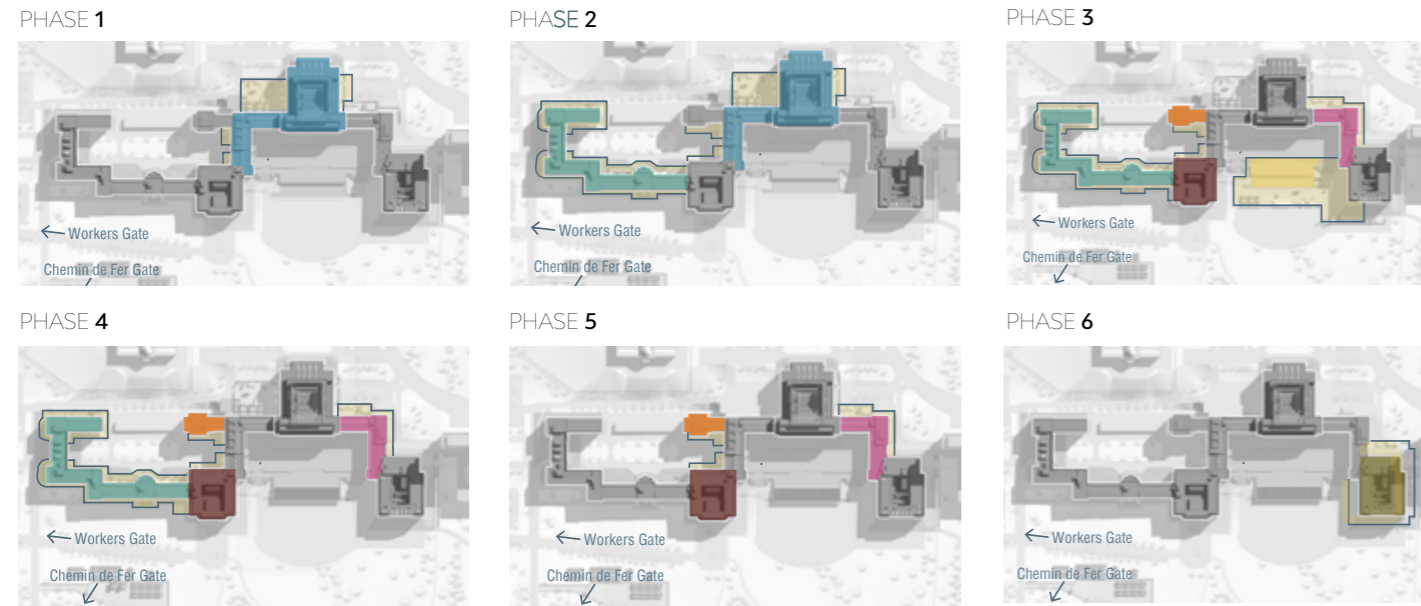 PHASE 1
PHASE 2
PHASE 3
Workers Gate
Chemin de Fer Gate
Workers Gate
Chemin de Fer Gate
Workers Gate
Chemin de Fer Gate
PHASE 4
PHASE 5
PHASE 6
Workers Gate
Chemin de Fer Gate
Workers Gate
Chemin de Fer Gate
Workers Gate
Chemin de Fer Gate